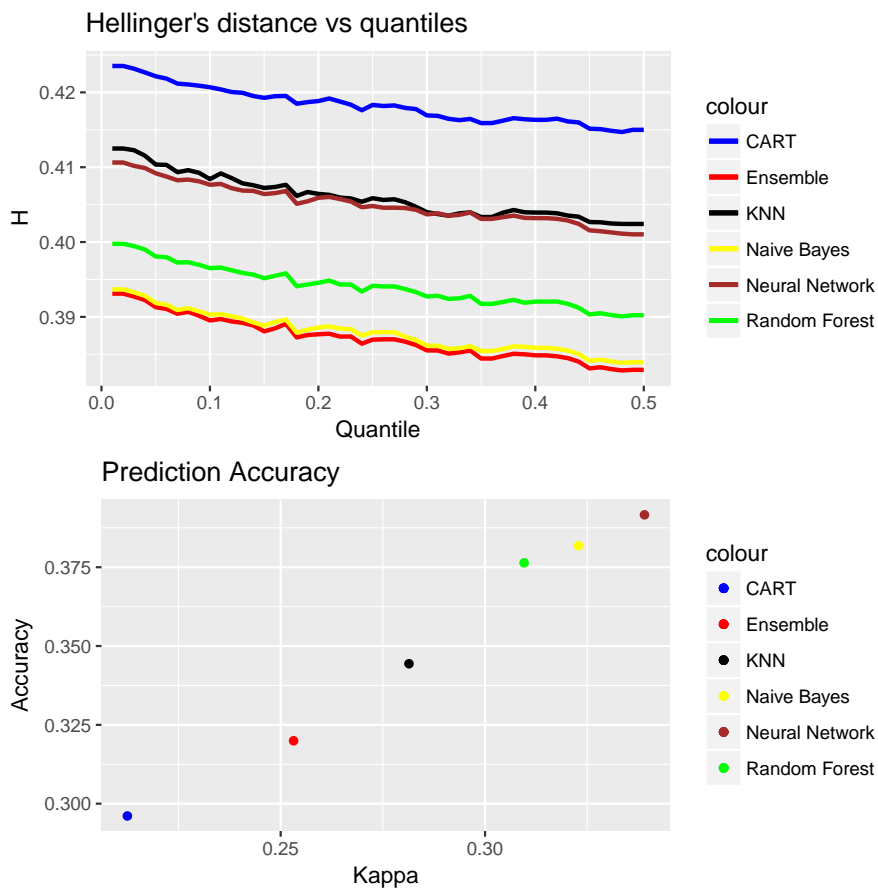 Hellinger's distance vs quantiles
0.42
0.41
0.40
0.39
H
0.0 0.1 0.2 0.3 0.4 0.5
Quantile
colour
CART
Ensemble
KNN
Naive Bayes
Neural Network
Random Forest
Prediction Accuracy
0.375
0.350
0.325
0.300
Accuracy
0.25 0.30
Kappa
colour
CART
Ensemble
KNN
Naive Bayes
Neural Network
Random Forest